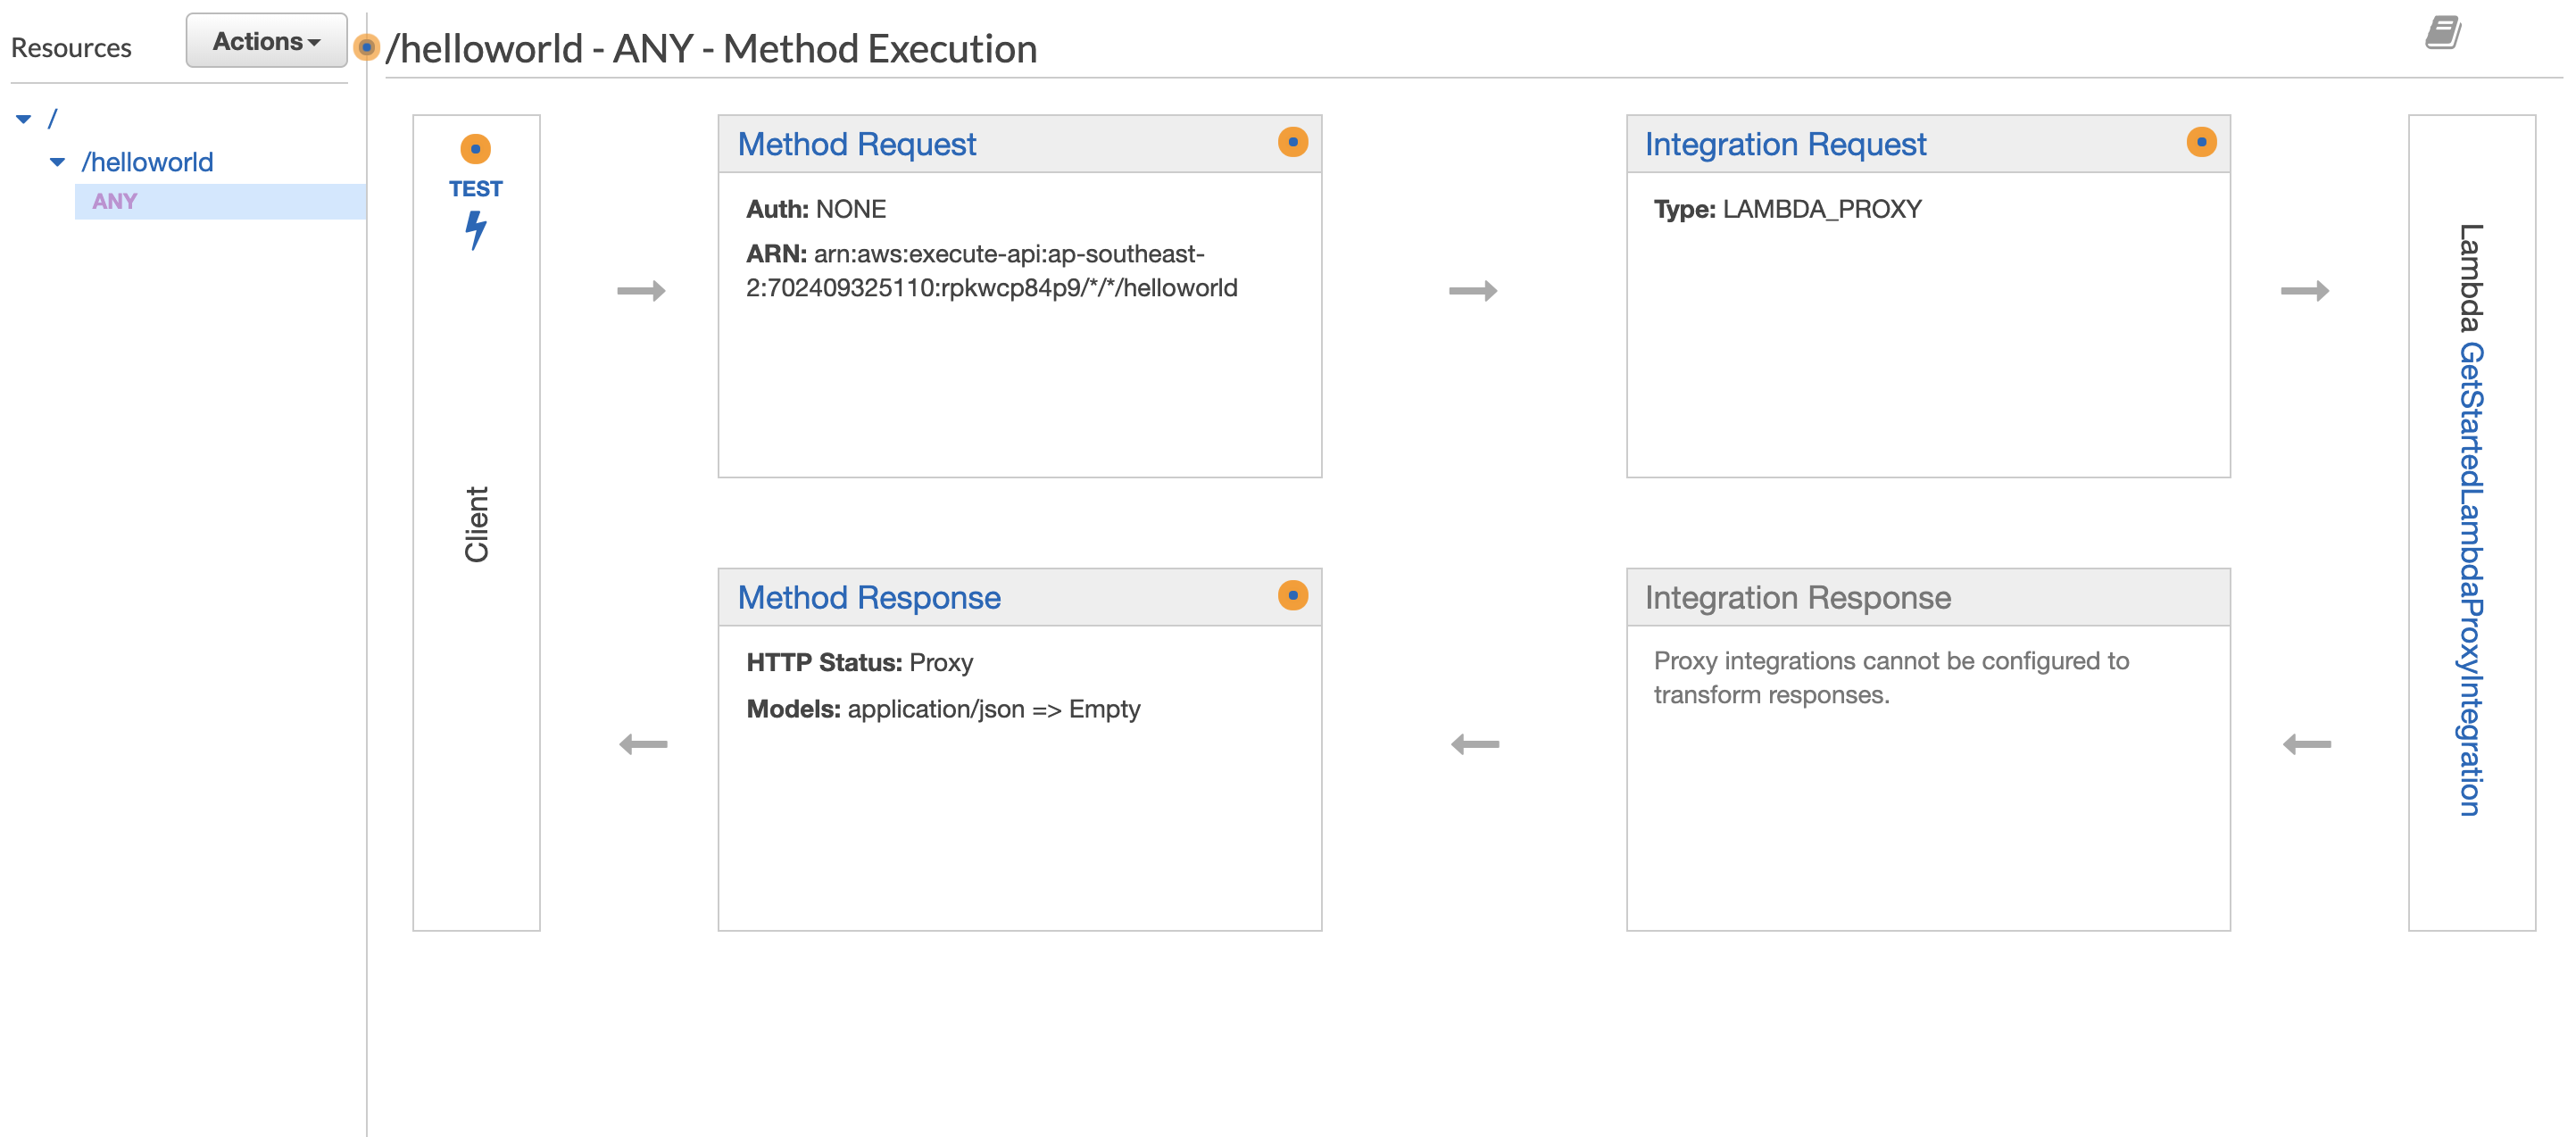 Resources
Actions
/helloworld - ANY - Method Execution
/
/helloworld
ANY
TEST
Client
Method Request
Auth: NONE
ARN: arn:aws:execute-api:ap-southeast-
2:702409325110:rpkwcp84p9/*/*/helloworld
Integration Request
Type: LAMBDA_PROXY
Lambda GetStartedLambdaProxyIntegration
Method Response
HTTP Status: Proxy
Models: application/json => Empty
Integration Response
Proxy integrations cannot be configured to
transform responses.